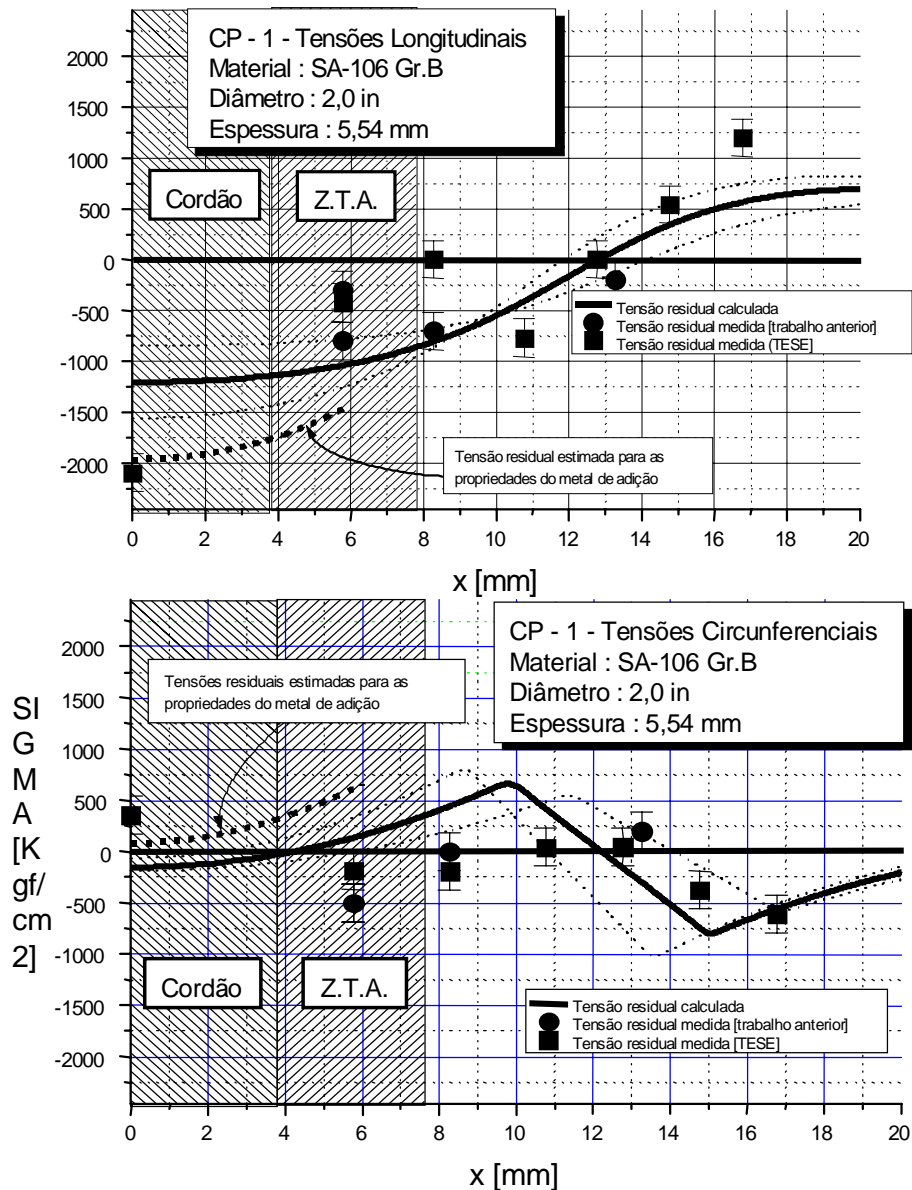 CP - 1 - Tensões Longitudinais
Material : SA-106 Gr.B
Diâmetro : 2,0 in
Espessura : 5,54 mm
2000
1500
1000
500
0
-500
-1000
-1500
-2000
Cordão
Z.T.A.
Tensão residual calculada
Tensão residual medida [trabalho anterior]
Tensão residual medida (TESE]
Tensão residual estimada para as
propriedades do metal de adição
0 2 4 6 8 10 12 14 16 18 20
x [mm]
CP - 1 - Tensões Circunferenciais
Material : SA-106 Gr.B
Diâmetro : 2,0 in
Espessura : 5,54 mm
Tensões residuais estimadas para as
propriedades do metal de adição
SI
G
M
A
[K
gf/
cm
2]
2000
1500
1000
500
0
-500
-1000
-1500
-2000
Cordão
Z.T.A.
Tensão residual calculada
Tensão residual medida [trabalho anterior]
Tensão residual medida [TESE]
0 2 4 6 8 10 12 14 16 18 20
x [mm]